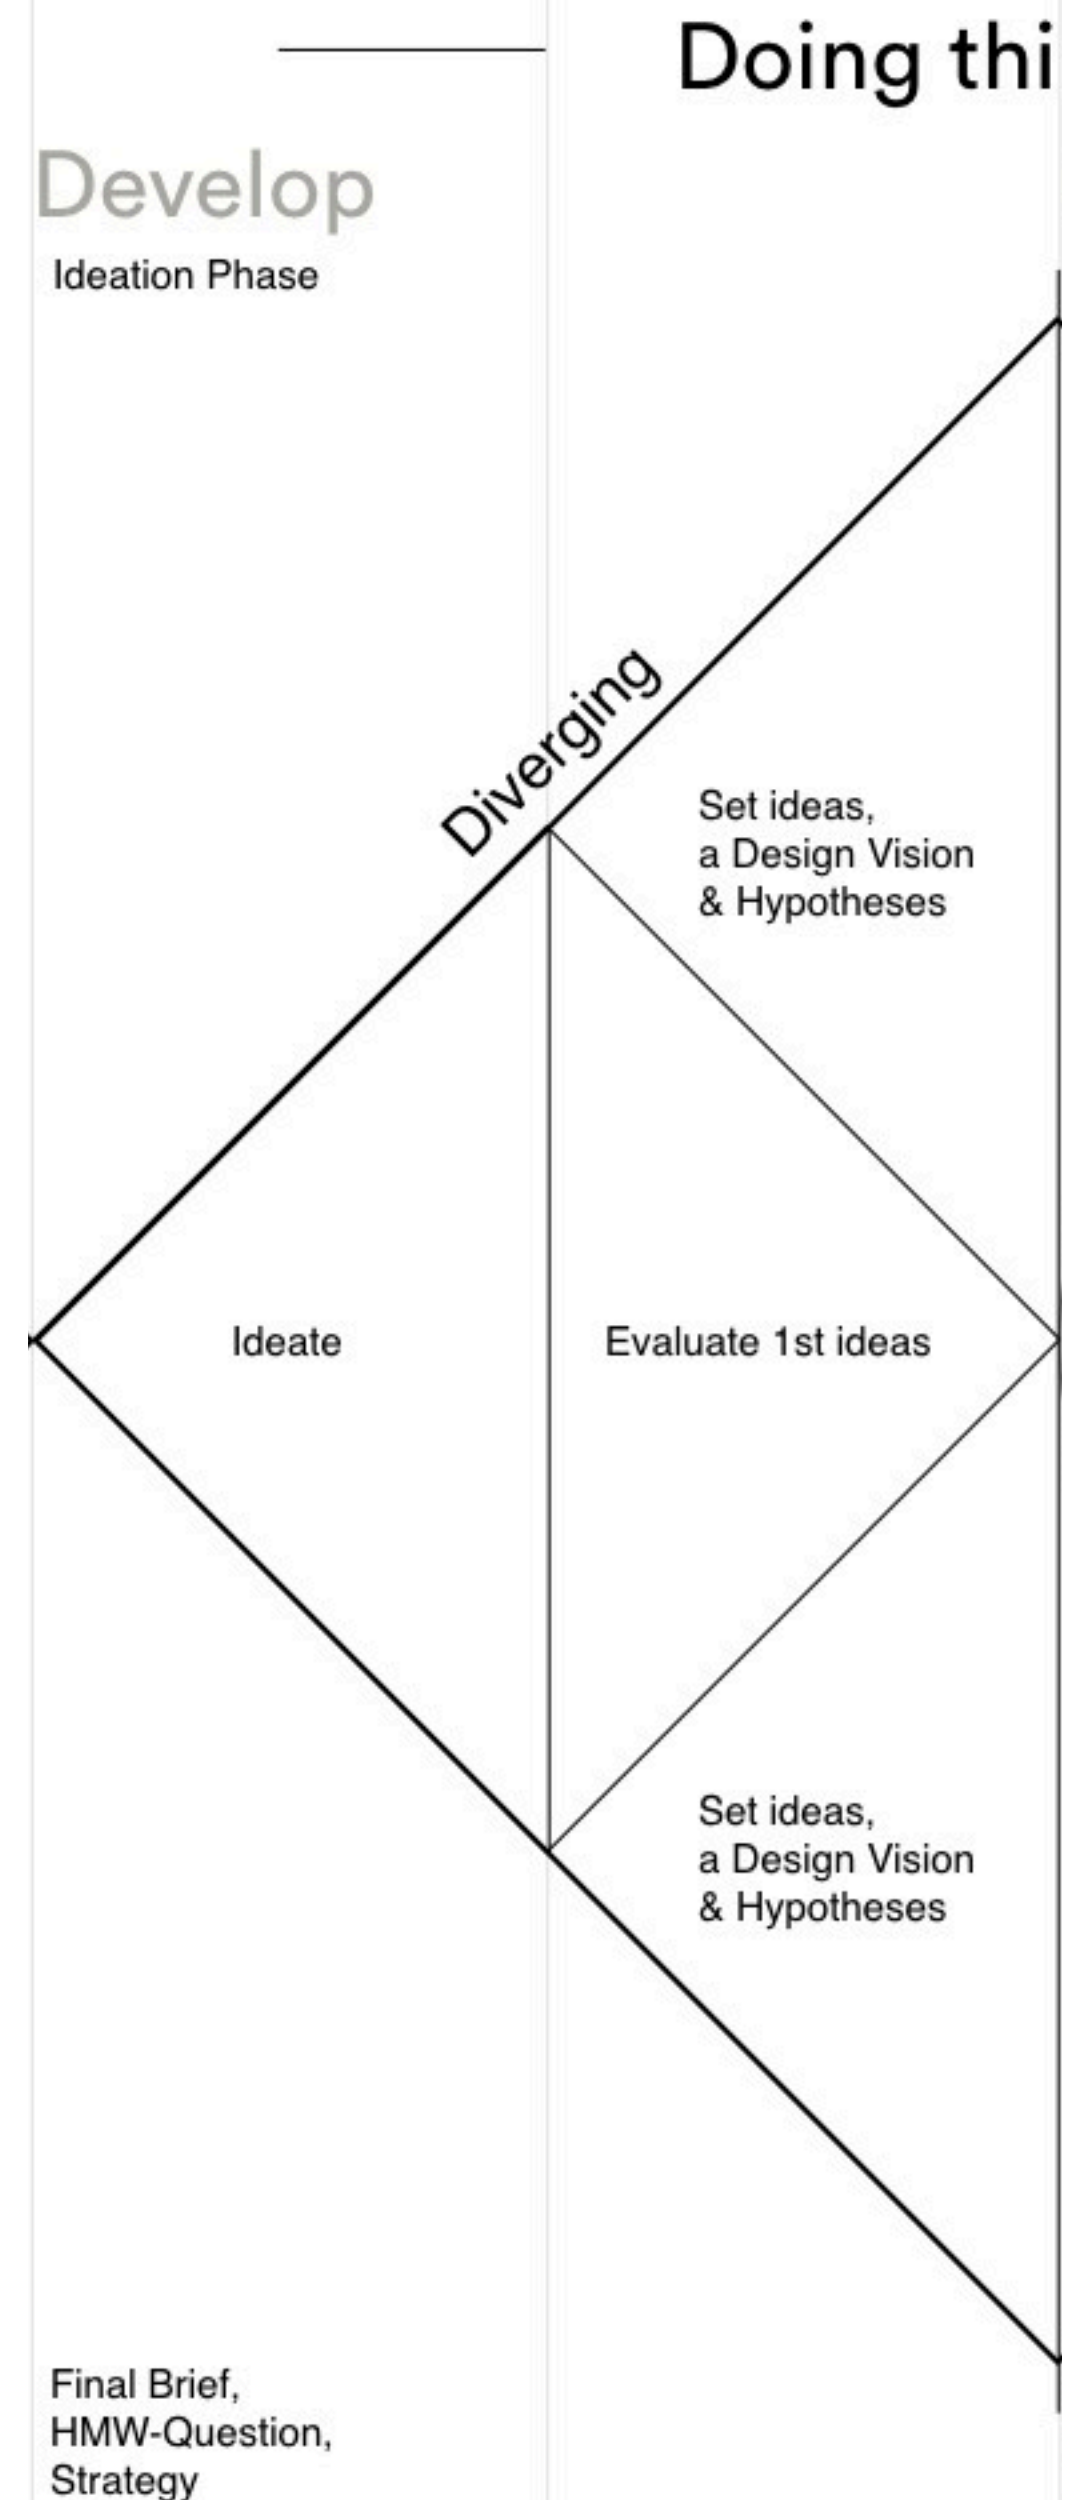 Doing thi
Develop
Ideation Phase
Diverging
Set ideas,
a Design Vision
& Hypotheses
Ideate
Evaluate 1st ideas
Set ideas,
a Design Vision
& Hypotheses
Final Brief,
HMW-Question,
Strategy